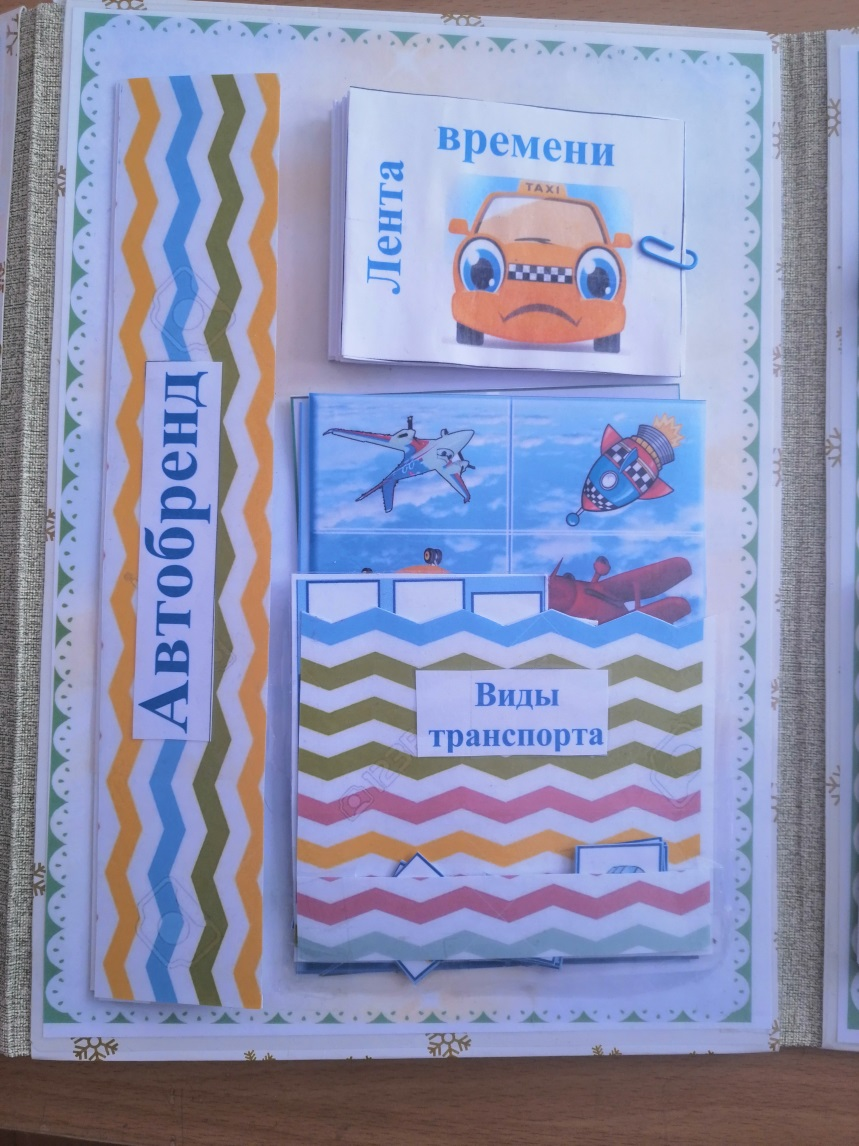 Автобренд
Лента
времени
TAXI
Виды
транспорта